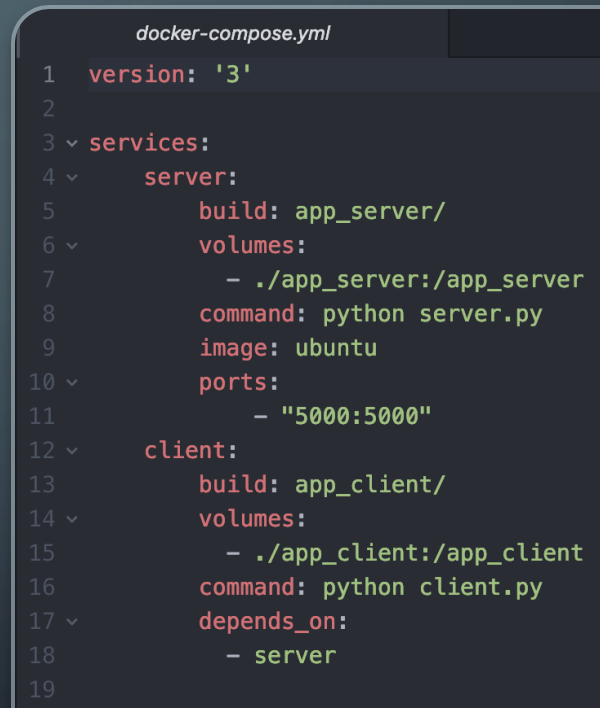 docker-compose.yml
1 version: '3'
2
3 services:
4     server:
5         build: app_server/
6         volumes:
7           - ./app_server:/app_server
8         command: python server.py
9         image: ubuntu
10         ports:
11             - "5000:5000"
12     client:
13         build: app_client/
14         volumes:
15           - ./app_client:/app_client
16         command: python client.py
17         depends_on:
18           - server
19